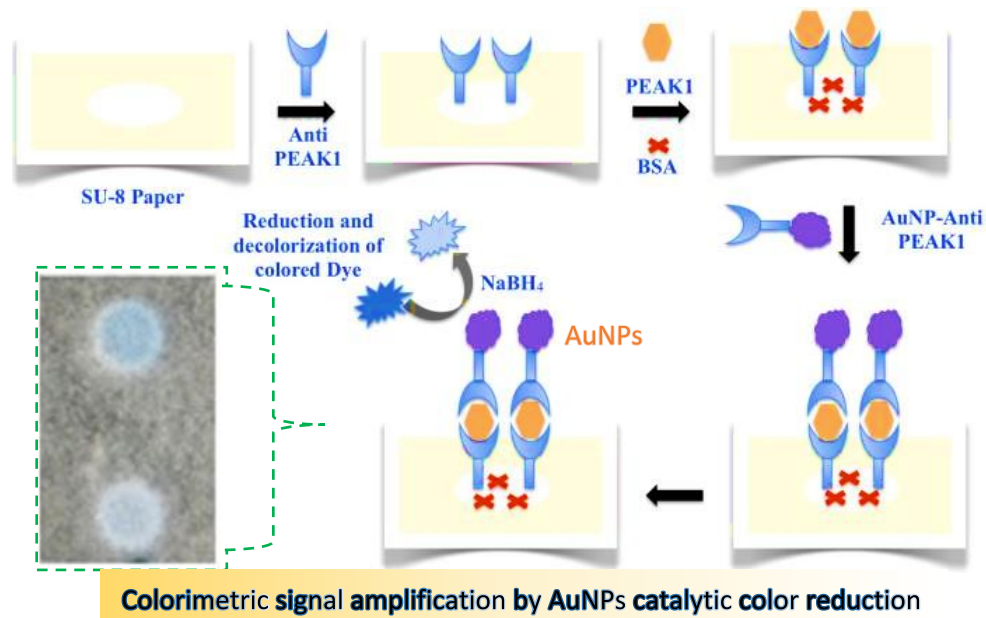 SU-8 Paper
Anti
PEAK1
PEAK1
BSA
AuNP-Anti
PEAK1
Reduction and
decolorization of
colored Dye
NaBH₄
AuNPs
Colorimetric signal amplification by AuNPs catalytic color reduction